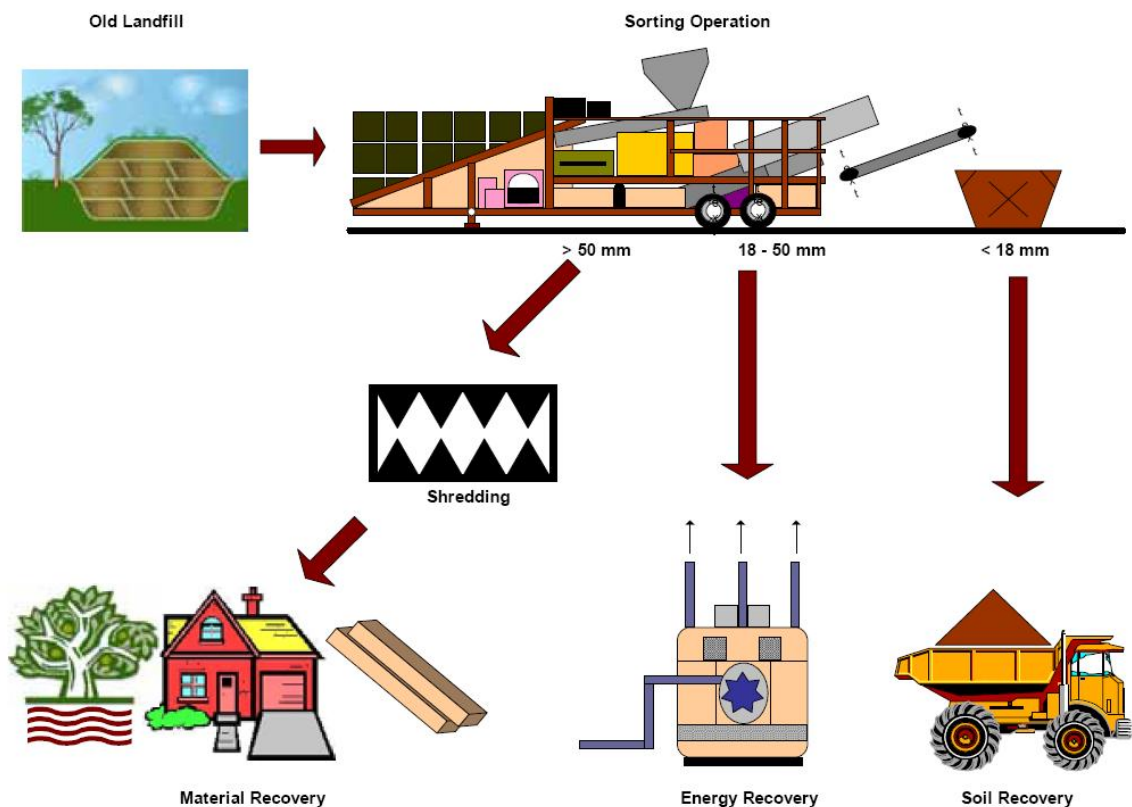 Old Landfill
Sorting Operation
> 50 mm
18 - 50 mm
< 18 mm
Shredding
Material Recovery
Energy Recovery
Soil Recovery